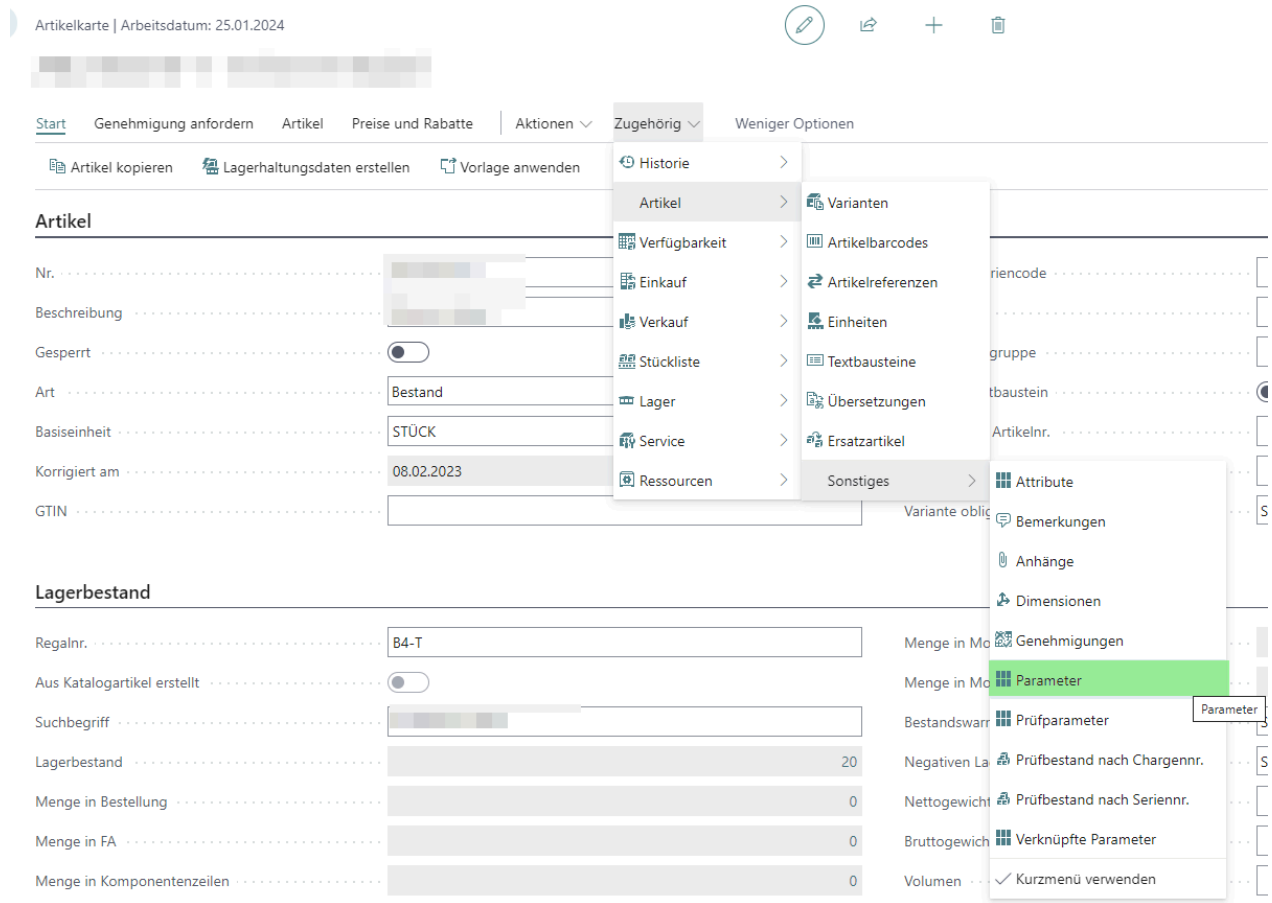 Artikelkarte | Arbeitsdatum: 25.01.2024
Start Genehmigung anfordern Artikel Preise und Rabatte Aktionen Zugehörig Weniger Optionen
Artikel kopieren Lagerhaltungsdaten erstellen Vorlage anwenden
Historie
Artikel
Verfügbarkeit
Einkauf
Verkauf
Stückliste
Lager
Service
Ressourcen
Varianten
Artikelbarcodes
Artikelreferenzen
Einheiten
Textbausteine
Übersetzungen
Ersatzartikel
Sonstiges
Attribute
Bemerkungen
Anhänge
Dimensionen
Genehmigungen
Parameter
Parameter
Prüfparameter
Prüfbestand nach Chargennr.
Prüfbestand nach Seriennr.
Verknüpfte Parameter
Kurzmenü verwenden
Artikel
Nr.
Beschreibung
Gesperrt
Art Bestand
Basiseinheit STÜCK
Korrigiert am 08.02.2023
GTIN
riencode
gruppe
tbaustein
Artikelnr.
Variante oblig
Lagerbestand
Regalnr. B4-T
Aus Katalogartikel erstellt
Suchbegriff
Lagerbestand 20
Menge in Bestellung 0
Menge in FA 0
Menge in Komponentenzeilen 0
Menge in Mo
Menge in Mo
Bestandswarn
Negativen La
Nettogewicht
Bruttogewich
Volumen